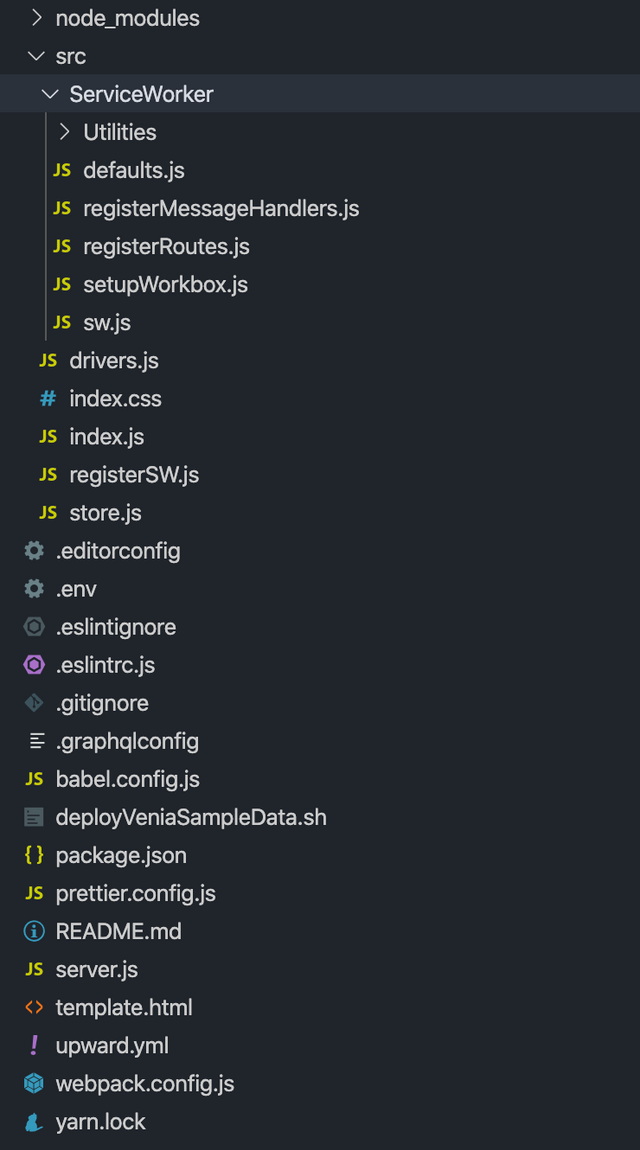 node_modules
src
ServiceWorker
Utilities
JS defaults.js
JS registerMessageHandlers.js
JS registerRoutes.js
JS setupWorkbox.js
JS sw.js
JS drivers.js
# index.css
JS index.js
JS registerSW.js
JS store.js
.editorconfig
.env
.eslintignore
.eslintrc.js
.gitignore
.graphqlconfig
JS babel.config.js
deployVeniaSampleData.sh
{} package.json
JS prettier.config.js
README.md
JS server.js
<> template.html
! upward.yml
webpack.config.js
yarn.lock